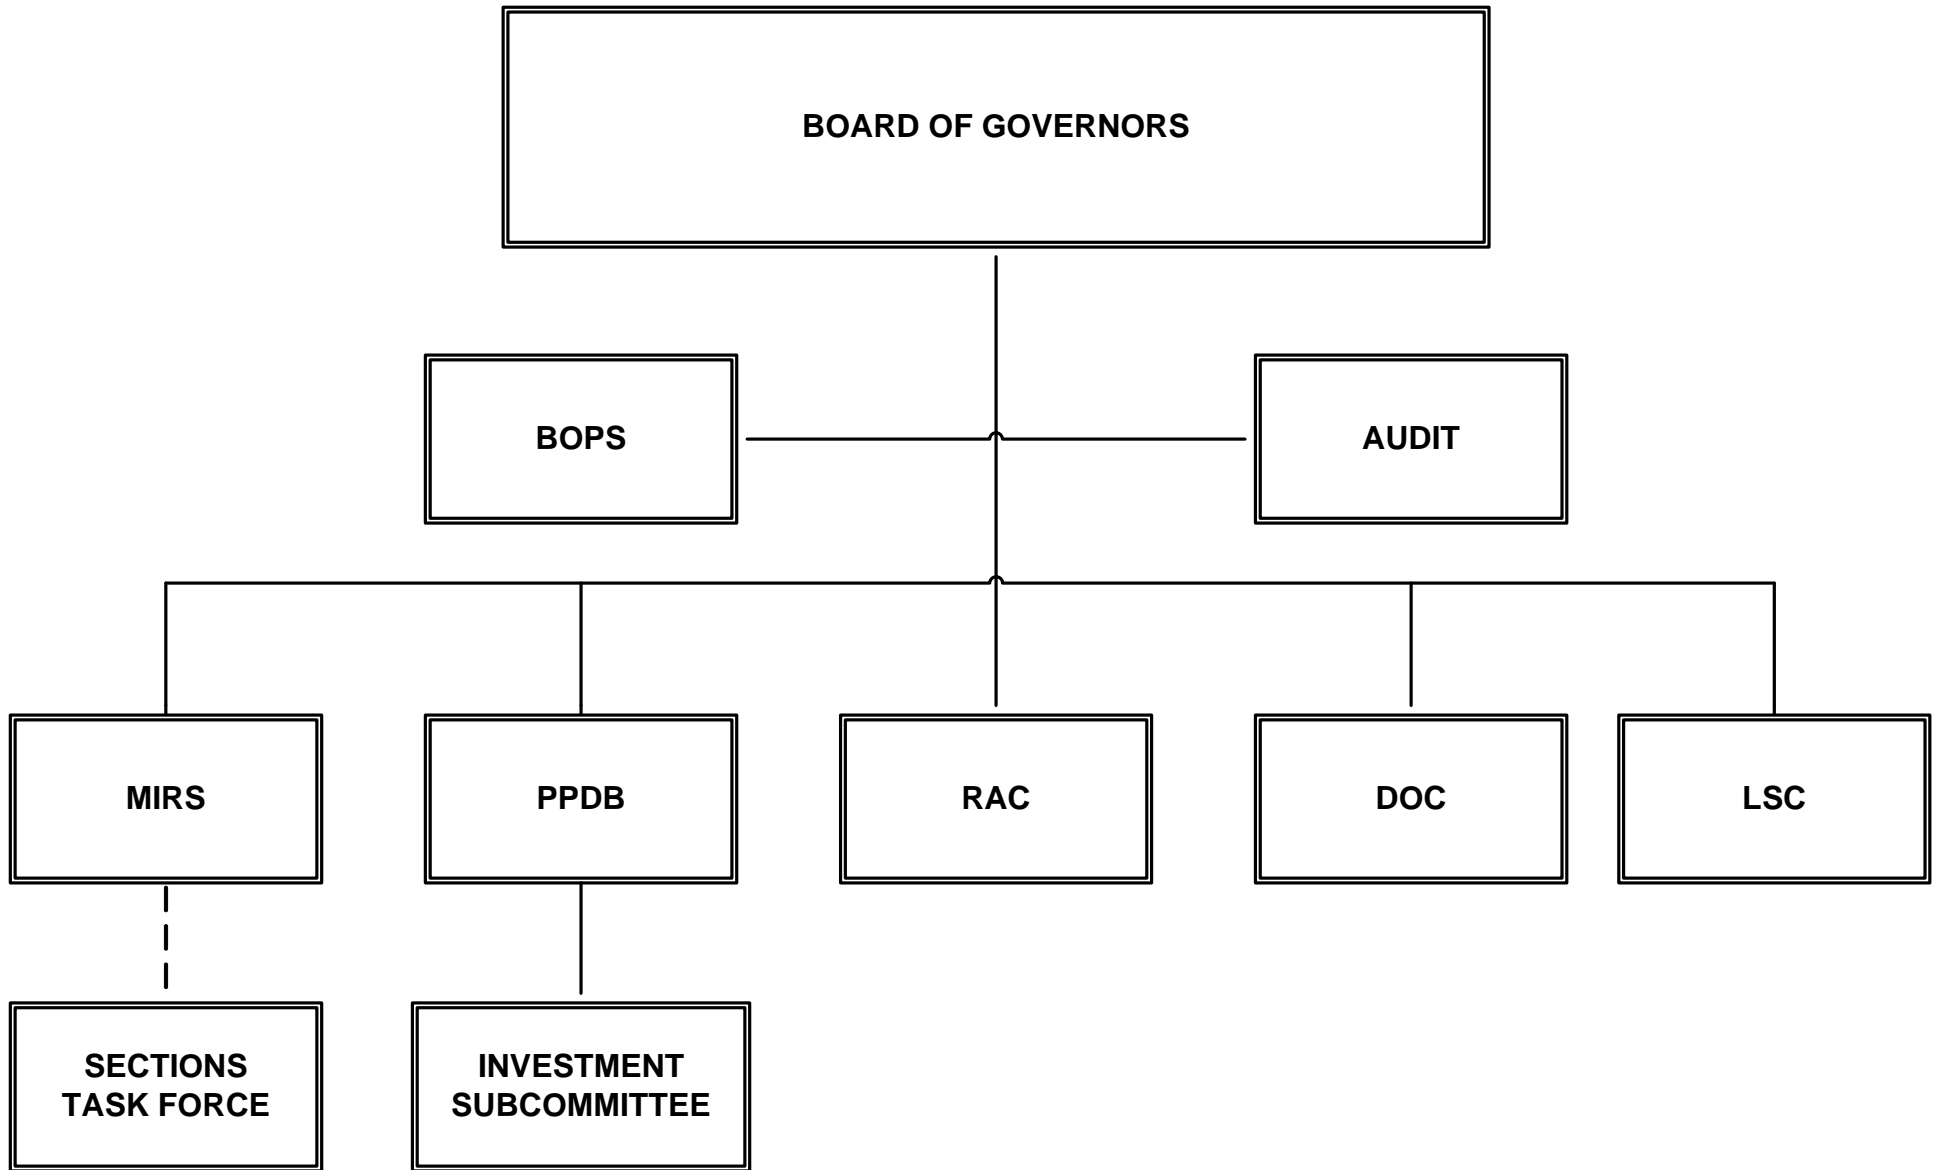 BOARD OF GOVERNORS
BOPS
AUDIT
MIRS
PPDB
RAC
DOC
LSC
SECTIONS
TASK FORCE
INVESTMENT
SUBCOMMITTEE